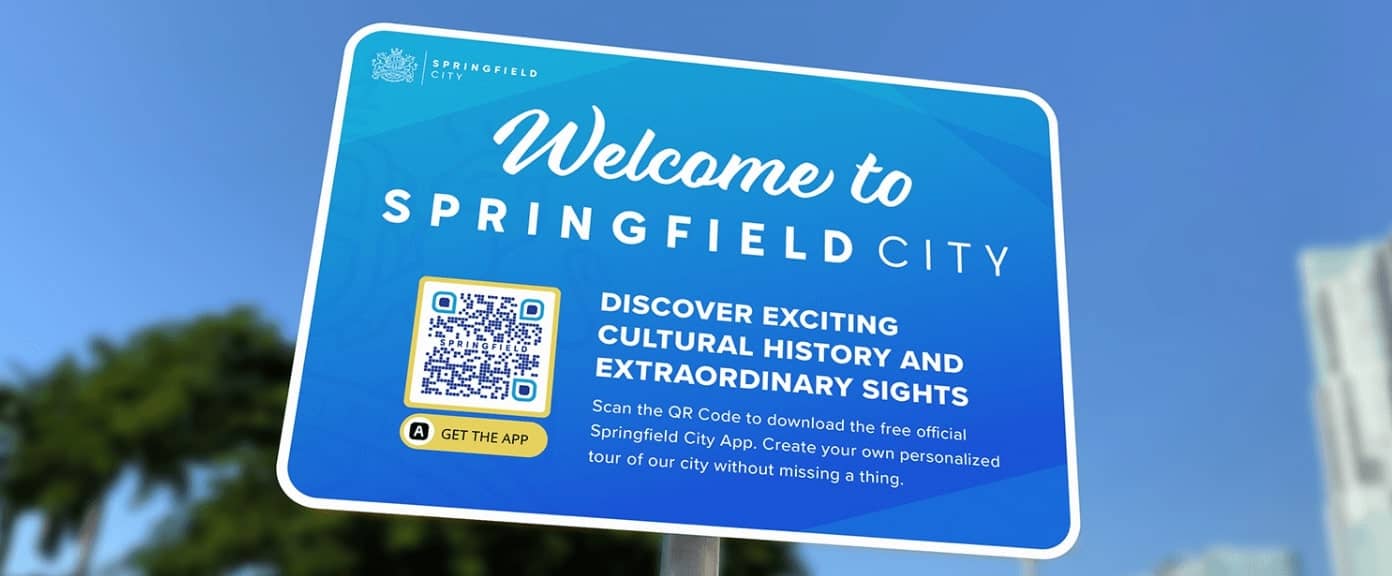 SPRINGFIELD
CITY
Welcome to
SPRINGFIELD CITY
SPRINGFIELD
A GET THE APP
DISCOVER EXCITING
CULTURAL HISTORY AND
EXTRAORDINARY SIGHTS
Scan the QR Code to download the free official
Springfield City App. Create your own personalized
tour of our city without missing a thing.